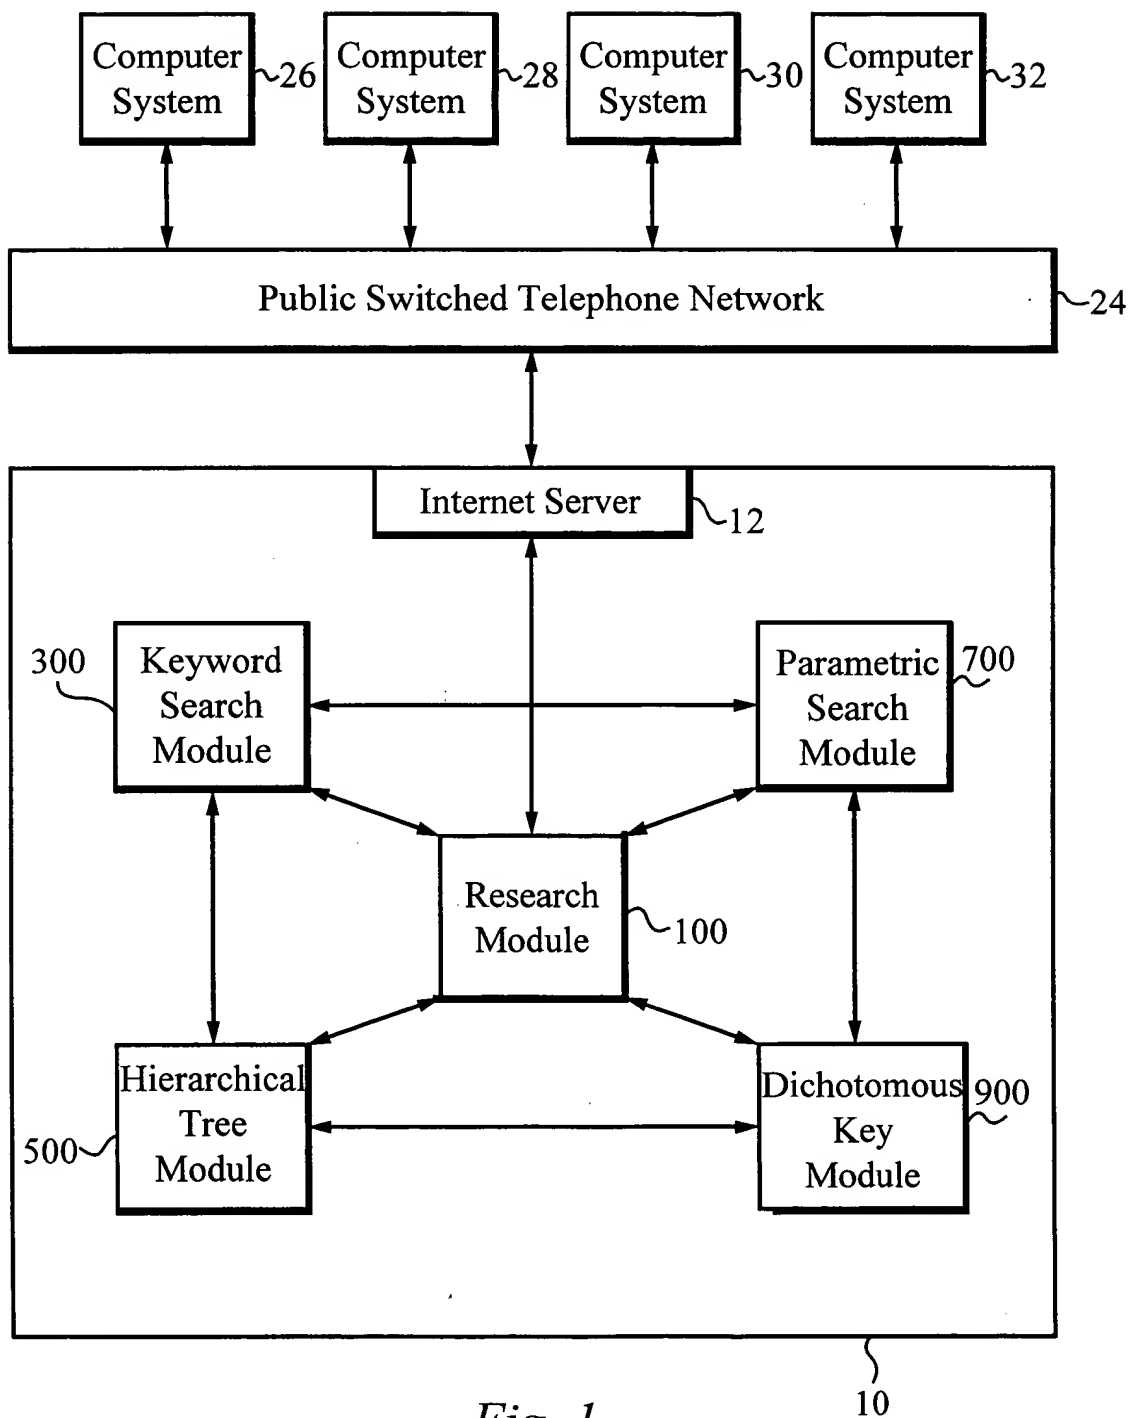 Computer
System
26
Computer
System
28
Computer
System
30
Computer
System
32
Public Switched Telephone Network
24
Internet Server
12
300
Keyword
Search
Module
Parametric
Search
Module
700
Research
Module
100
Hierarchical
Tree
Module
500
Dichotomous
Key
Module
900
10
Fig. 1